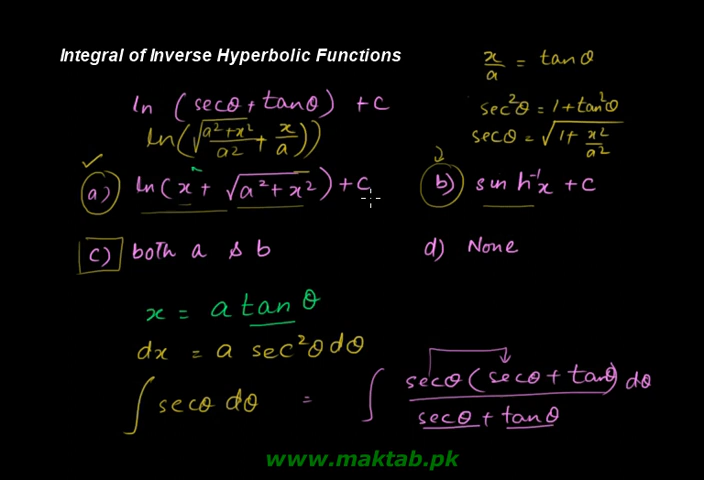 Integral of Inverse Hyperbolic Functions
x/a = tanθ
ln (secθ + tanθ) + c
sec²θ = 1 + tan²θ
ln(√(a²+x²/a²) + x/a))
secθ = √(1 + x²/a²)
a) ln(x + √(a² + x²)) + c
b) sin h⁻¹x + c
c) both a & b
d) None
x = a tanθ
dx = a sec²θ dθ
∫ secθ dθ = ∫ secθ (secθ + tanθ) dθ / secθ + tanθ
www.maktab.pk